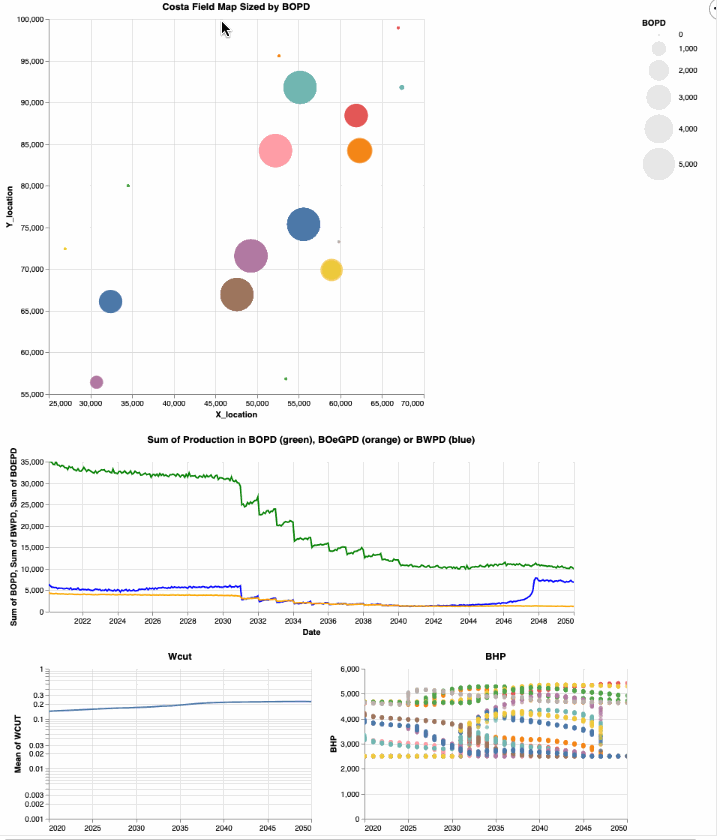 Costa Field Map Sized by BOPD
BOPD
0
1,000
2,000
3,000
4,000
5,000
100,000
95,000
90,000
85,000
80,000
75,000
70,000
65,000
60,000
55,000
Y_location
25,000 30,000 35,000 40,000 45,000 50,000 55,000 60,000 65,000 70,000
X_location
Sum of Production in BOPD (green), BOeGPD (orange) or BWPD (blue)
Sum of BOPD, Sum of BWPD, Sum of BOEPD
35,000
30,000
25,000
20,000
15,000
10,000
5,000
0
2022 2024 2026 2028 2030 2032 2034 2036 2038 2040 2042 2044 2046 2048 2050
Date
Wcut
Mean of WCUT
1
0.3
0.2
0.1
0.03
0.02
0.01
0.003
0.002
0.001
2020 2025 2030 2035 2040 2045 2050
BHP
BHP
6,000
5,000
4,000
3,000
2,000
1,000
0
2020 2025 2030 2035 2040 2045 2050